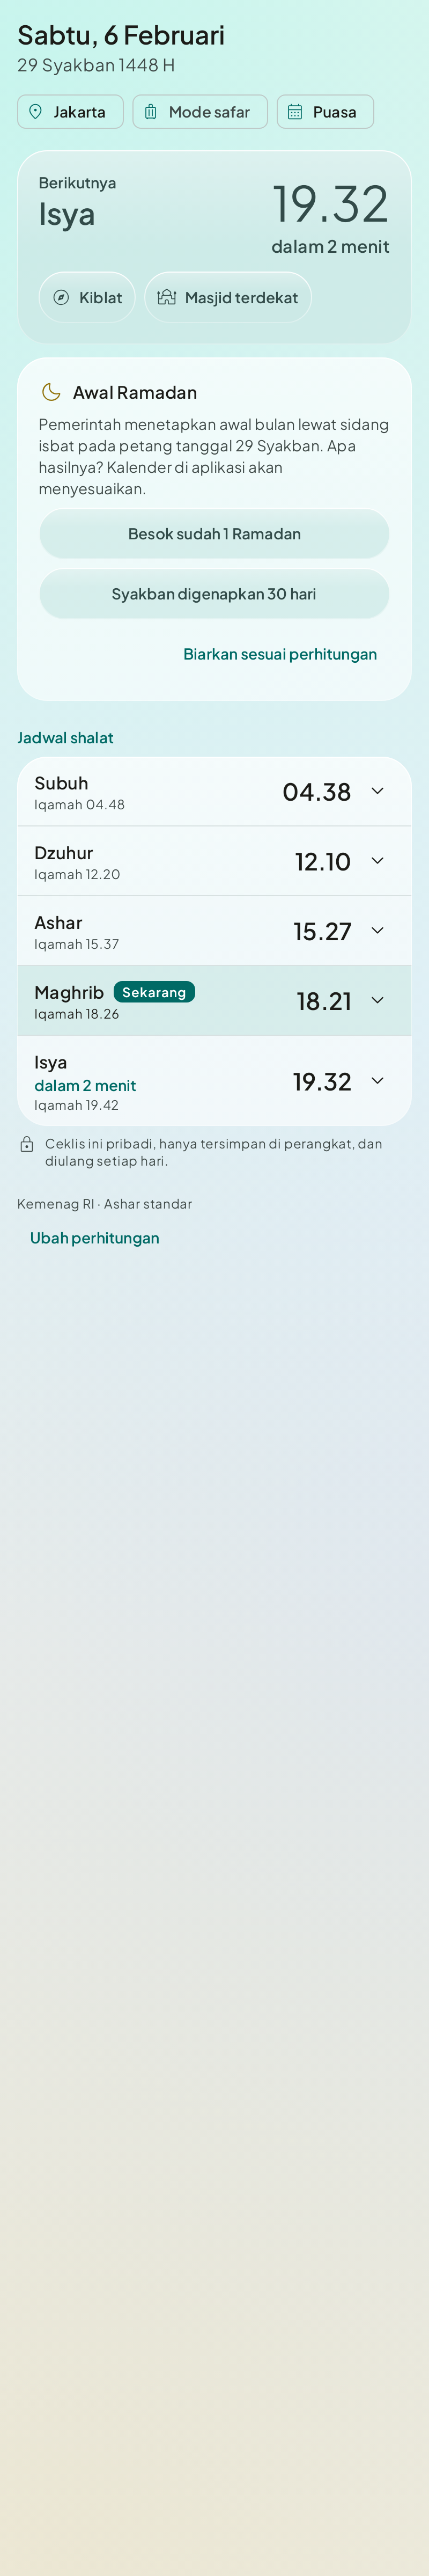 Sabtu, 6 Februari
29 Syakban 1448 H
Jakarta
Mode safar
Puasa
Berikutnya
Isya
19.32
dalam 2 menit
Kiblat
Masjid terdekat
Awal Ramadan
Pemerintah menetapkan awal bulan lewat sidang
isbat pada petang tanggal 29 Syakban. Apa
hasilnya? Kalender di aplikasi akan
menyesuaikan.
Besok sudah 1 Ramadan
Syakban digenapkan 30 hari
Biarkan sesuai perhitungan
Jadwal shalat
Subuh
Iqamah 04.48
04.38
Dzuhur
Iqamah 12.20
12.10
Ashar
Iqamah 15.37
15.27
Maghrib
Sekarang
Iqamah 18.26
18.21
Isya
dalam 2 menit
Iqamah 19.42
19.32
Ceklis ini pribadi, hanya tersimpan di perangkat, dan
diulang setiap hari.
Kemenag RI · Ashar standar
Ubah perhitungan